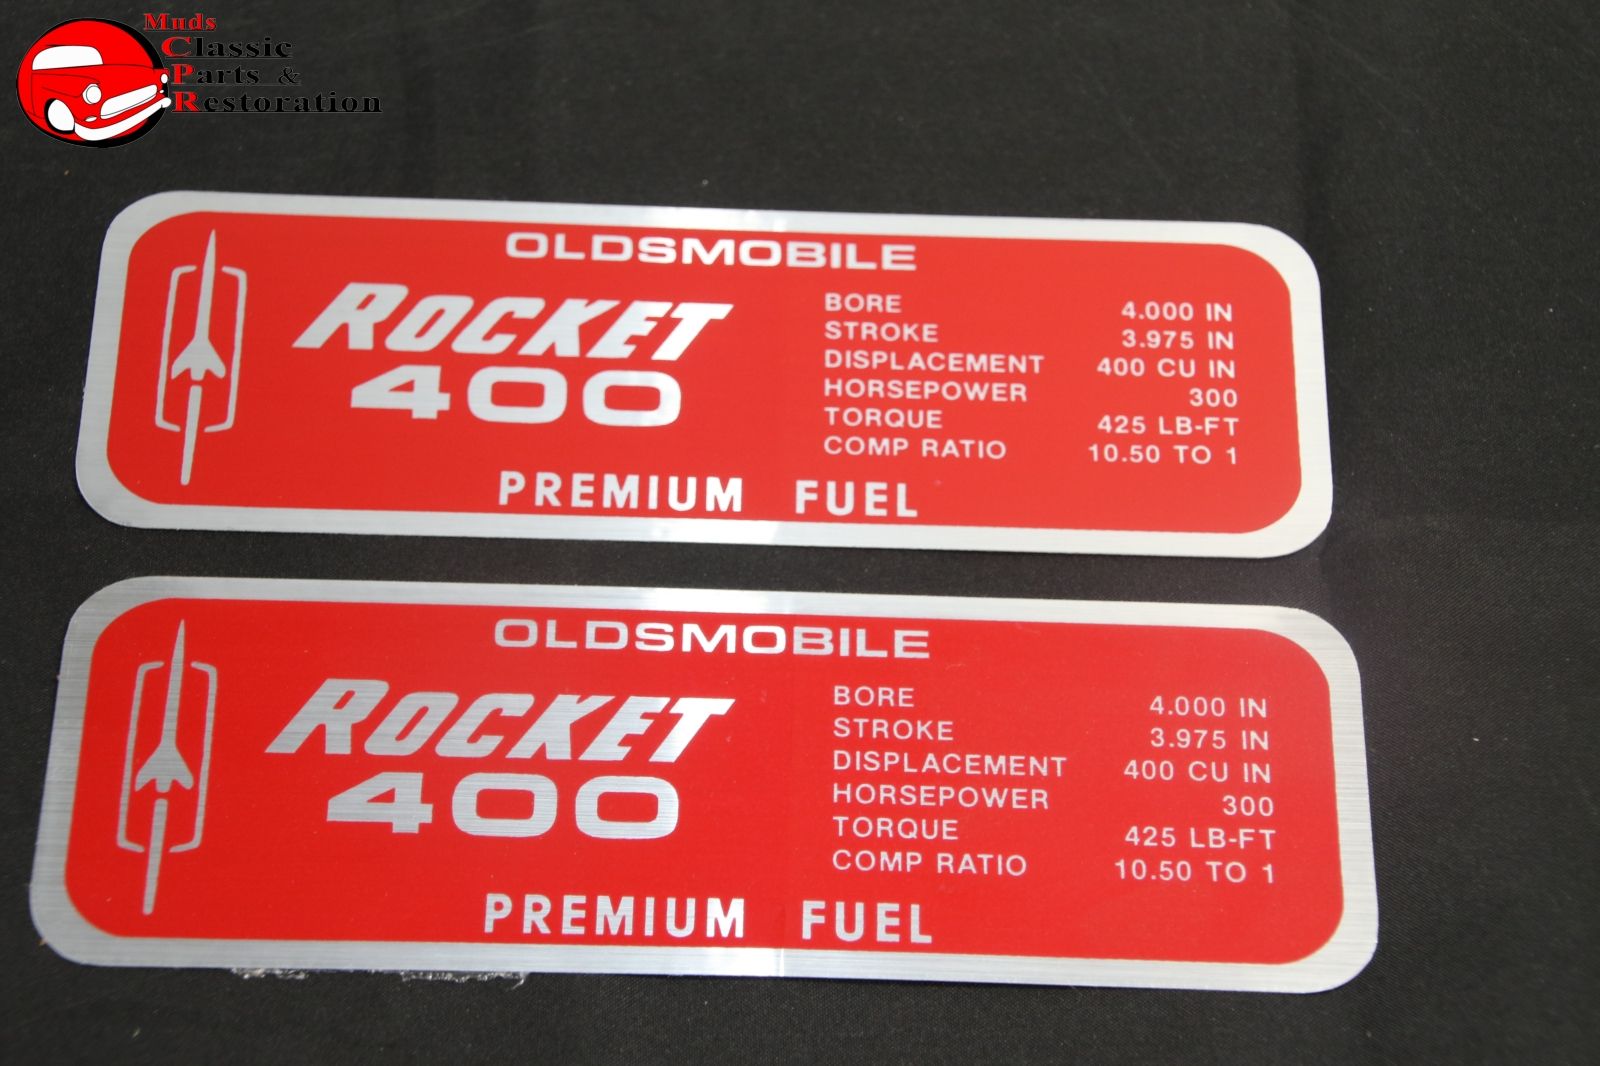 Muds
Classic
Parts &
Restoration
OLDSMOBILE
ROCKET
400
BORE 4.000 IN
STROKE 3.975 IN
DISPLACEMENT 400 CU IN
HORSEPOWER 300
TORQUE 425 LB-FT
COMP RATIO 10.50 TO 1
PREMIUM FUEL
OLDSMOBILE
ROCKET
400
BORE 4.000 IN
STROKE 3.975 IN
DISPLACEMENT 400 CU IN
HORSEPOWER 300
TORQUE 425 LB-FT
COMP RATIO 10.50 TO 1
PREMIUM FUEL